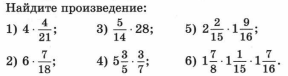 Найдите произведение:
1) 4 · 4/21; 3) 5/14 · 28; 5) 2 2/15 · 1 9/16;
2) 6 · 7/18; 4) 5 3/5 · 3/7; 6) 1 7/8 · 1 1/15 · 1 7/16.